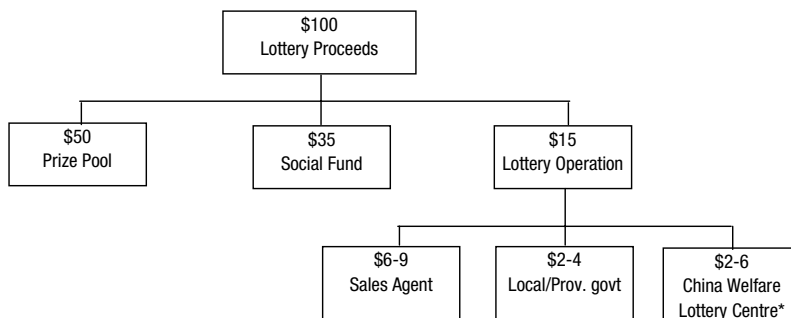 $100
Lottery Proceeds
$50
Prize Pool
$35
Social Fund
$15
Lottery Operation
$6-9
Sales Agent
$2-4
Local/Prov. govt
$2-6
China Welfare
Lottery Centre*